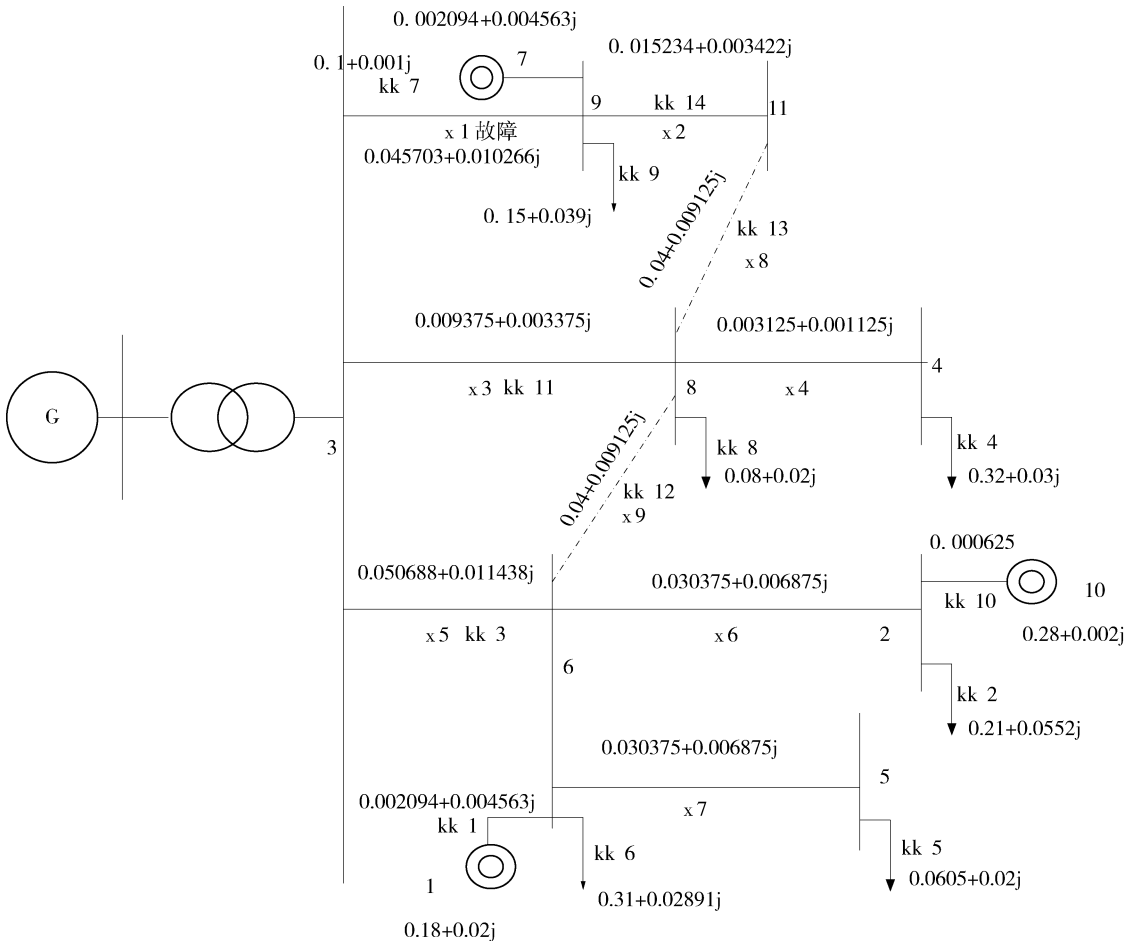 0. 002094+0.004563j
0. 015234+0.003422j
7
0. 1+0.001j
kk 7
9
kk 14
11
x 1 故障
x 2
0.045703+0.010266j
kk 9
0. 15+0.039j
0. 04+0.009125j
kk 13
x 8
0.009375+0.003375j
0.003125+0.001125j
4
x 3 kk 11
8
x 4
G
3
kk 8
0.08+0.02j
kk 4
0.32+0.03j
0.04+0.009125j
kk 12
x 9
0. 000625
0.050688+0.011438j
0.030375+0.006875j
kk 10
10
x 5 kk 3
x 6
2
0.28+0.002j
6
kk 2
0.21+0.0552j
0.030375+0.006875j
5
0.002094+0.004563j
x 7
kk 1
kk 6
kk 5
1
0.0605+0.02j
0.31+0.02891j
0.18+0.02j